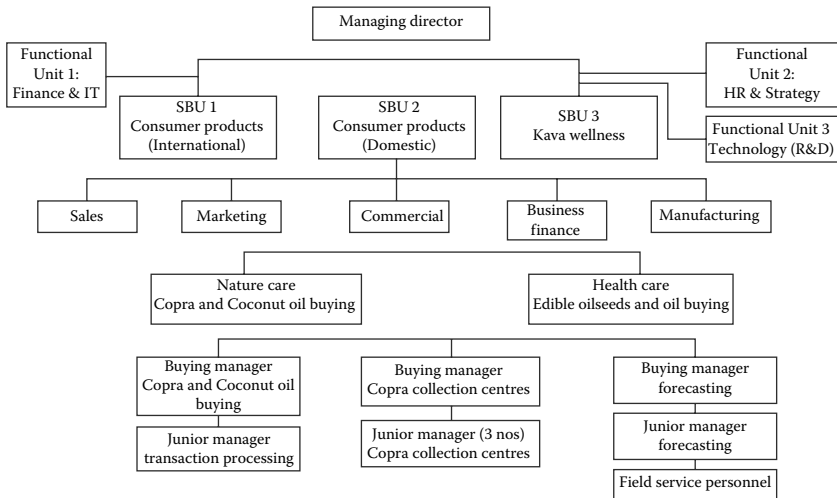 Managing director
Functional
Unit 1:
Finance & IT
Functional
Unit 2:
HR & Strategy
SBU 1
Consumer products
(International)
SBU 2
Consumer products
(Domestic)
SBU 3
Kava wellness
Functional Unit 3
Technology (R&D)
Sales
Marketing
Commercial
Business
finance
Manufacturing
Nature care
Copra and Coconut oil buying
Health care
Edible oilseeds and oil buying
Buying manager
Copra and Coconut oil
buying
Buying manager
Copra collection centres
Buying manager
forecasting
Junior manager
transaction processing
Junior manager (3 nos)
Copra collection centres
Junior manager
forecasting
Field service personnel